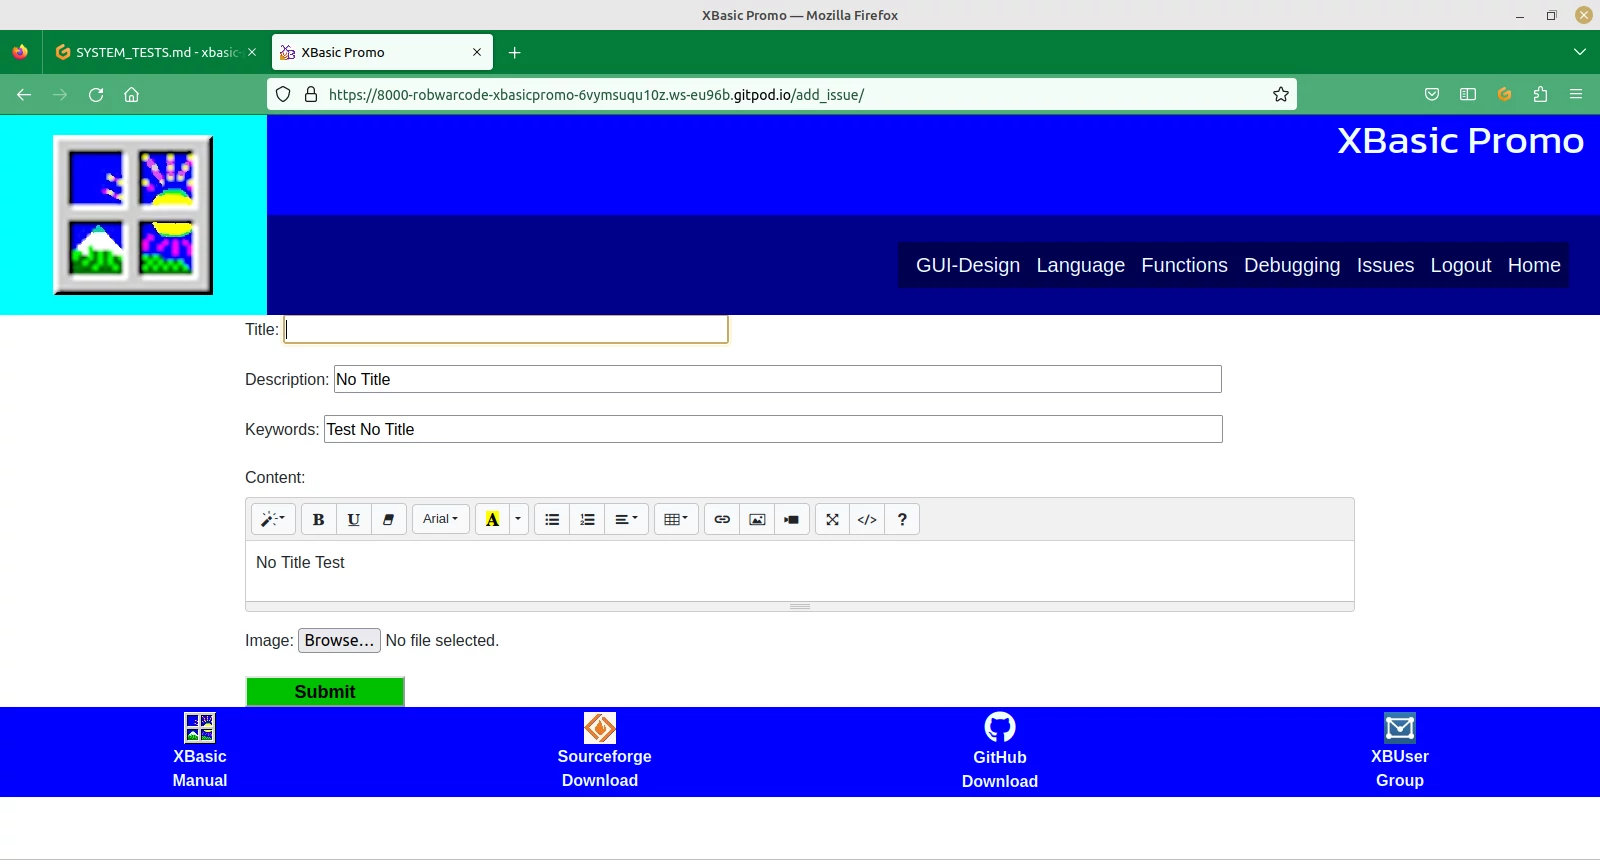 XBasic Promo — Mozilla Firefox
SYSTEM_TESTS.md - xbasic
XBasic Promo
https://8000-robwarcode-xbasicpromo-6vymsuqu10z.ws-eu96b.gitpod.io/add_issue/
XBasic Promo
GUI-Design Language Functions Debugging Issues Logout Home
Title:
Description: No Title
Keywords: Test No Title
Content:
B U Arial A </> ?
No Title Test
Image: Browse... No file selected.
Submit
XBasic
Manual
Sourceforge
Download
GitHub
Download
XBUser
Group